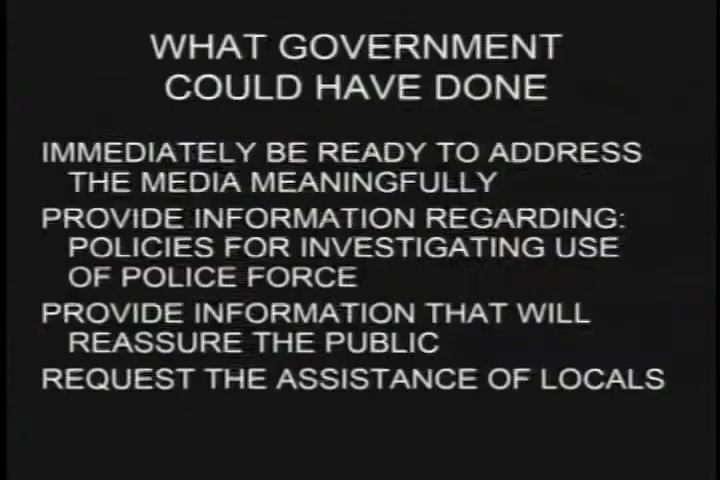 WHAT GOVERNMENT
COULD HAVE DONE
IMMEDIATELY BE READY TO ADDRESS
THE MEDIA MEANINGFULLY
PROVIDE INFORMATION REGARDING:
POLICIES FOR INVESTIGATING USE
OF POLICE FORCE
PROVIDE INFORMATION THAT WILL
REASSURE THE PUBLIC
REQUEST THE ASSISTANCE OF LOCALS